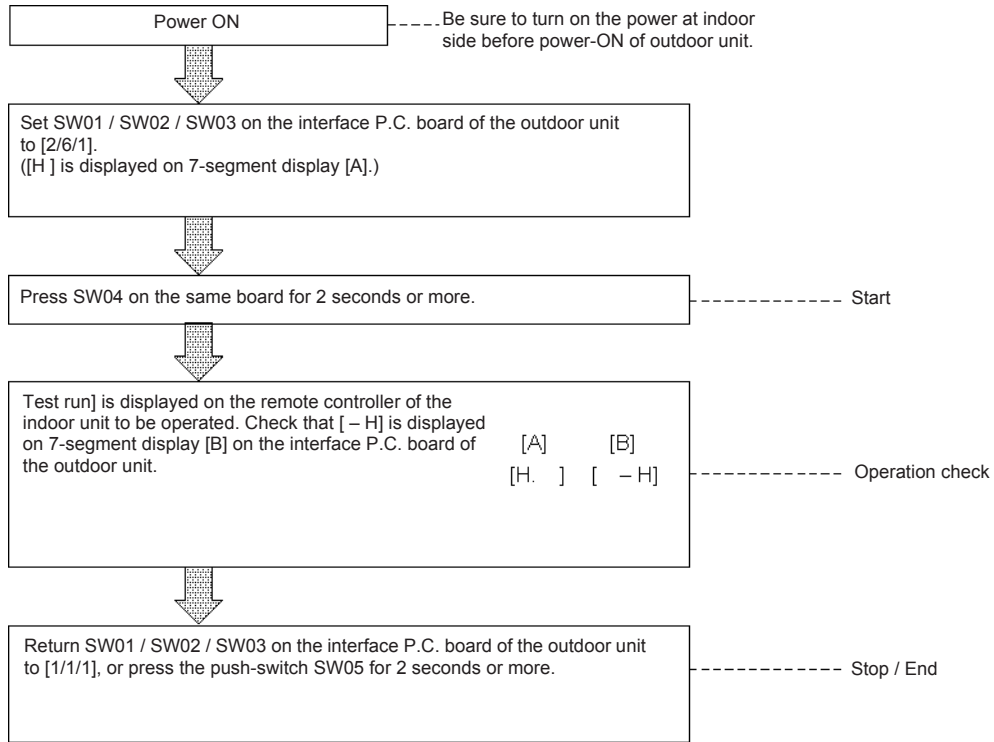 Power ON
Be sure to turn on the power at indoor
side before power-ON of outdoor unit.
Set SW01 / SW02 / SW03 on the interface P.C. board of the outdoor unit
to [2/6/1].
([H ] is displayed on 7-segment display [A].)
Press SW04 on the same board for 2 seconds or more.
Start
Test run] is displayed on the remote controller of the
indoor unit to be operated. Check that [ – H] is displayed
on 7-segment display [B] on the interface P.C. board of
the outdoor unit.
[A] [B]
[H. ] [ – H]
Operation check
Return SW01 / SW02 / SW03 on the interface P.C. board of the outdoor unit
to [1/1/1], or press the push-switch SW05 for 2 seconds or more.
Stop / End